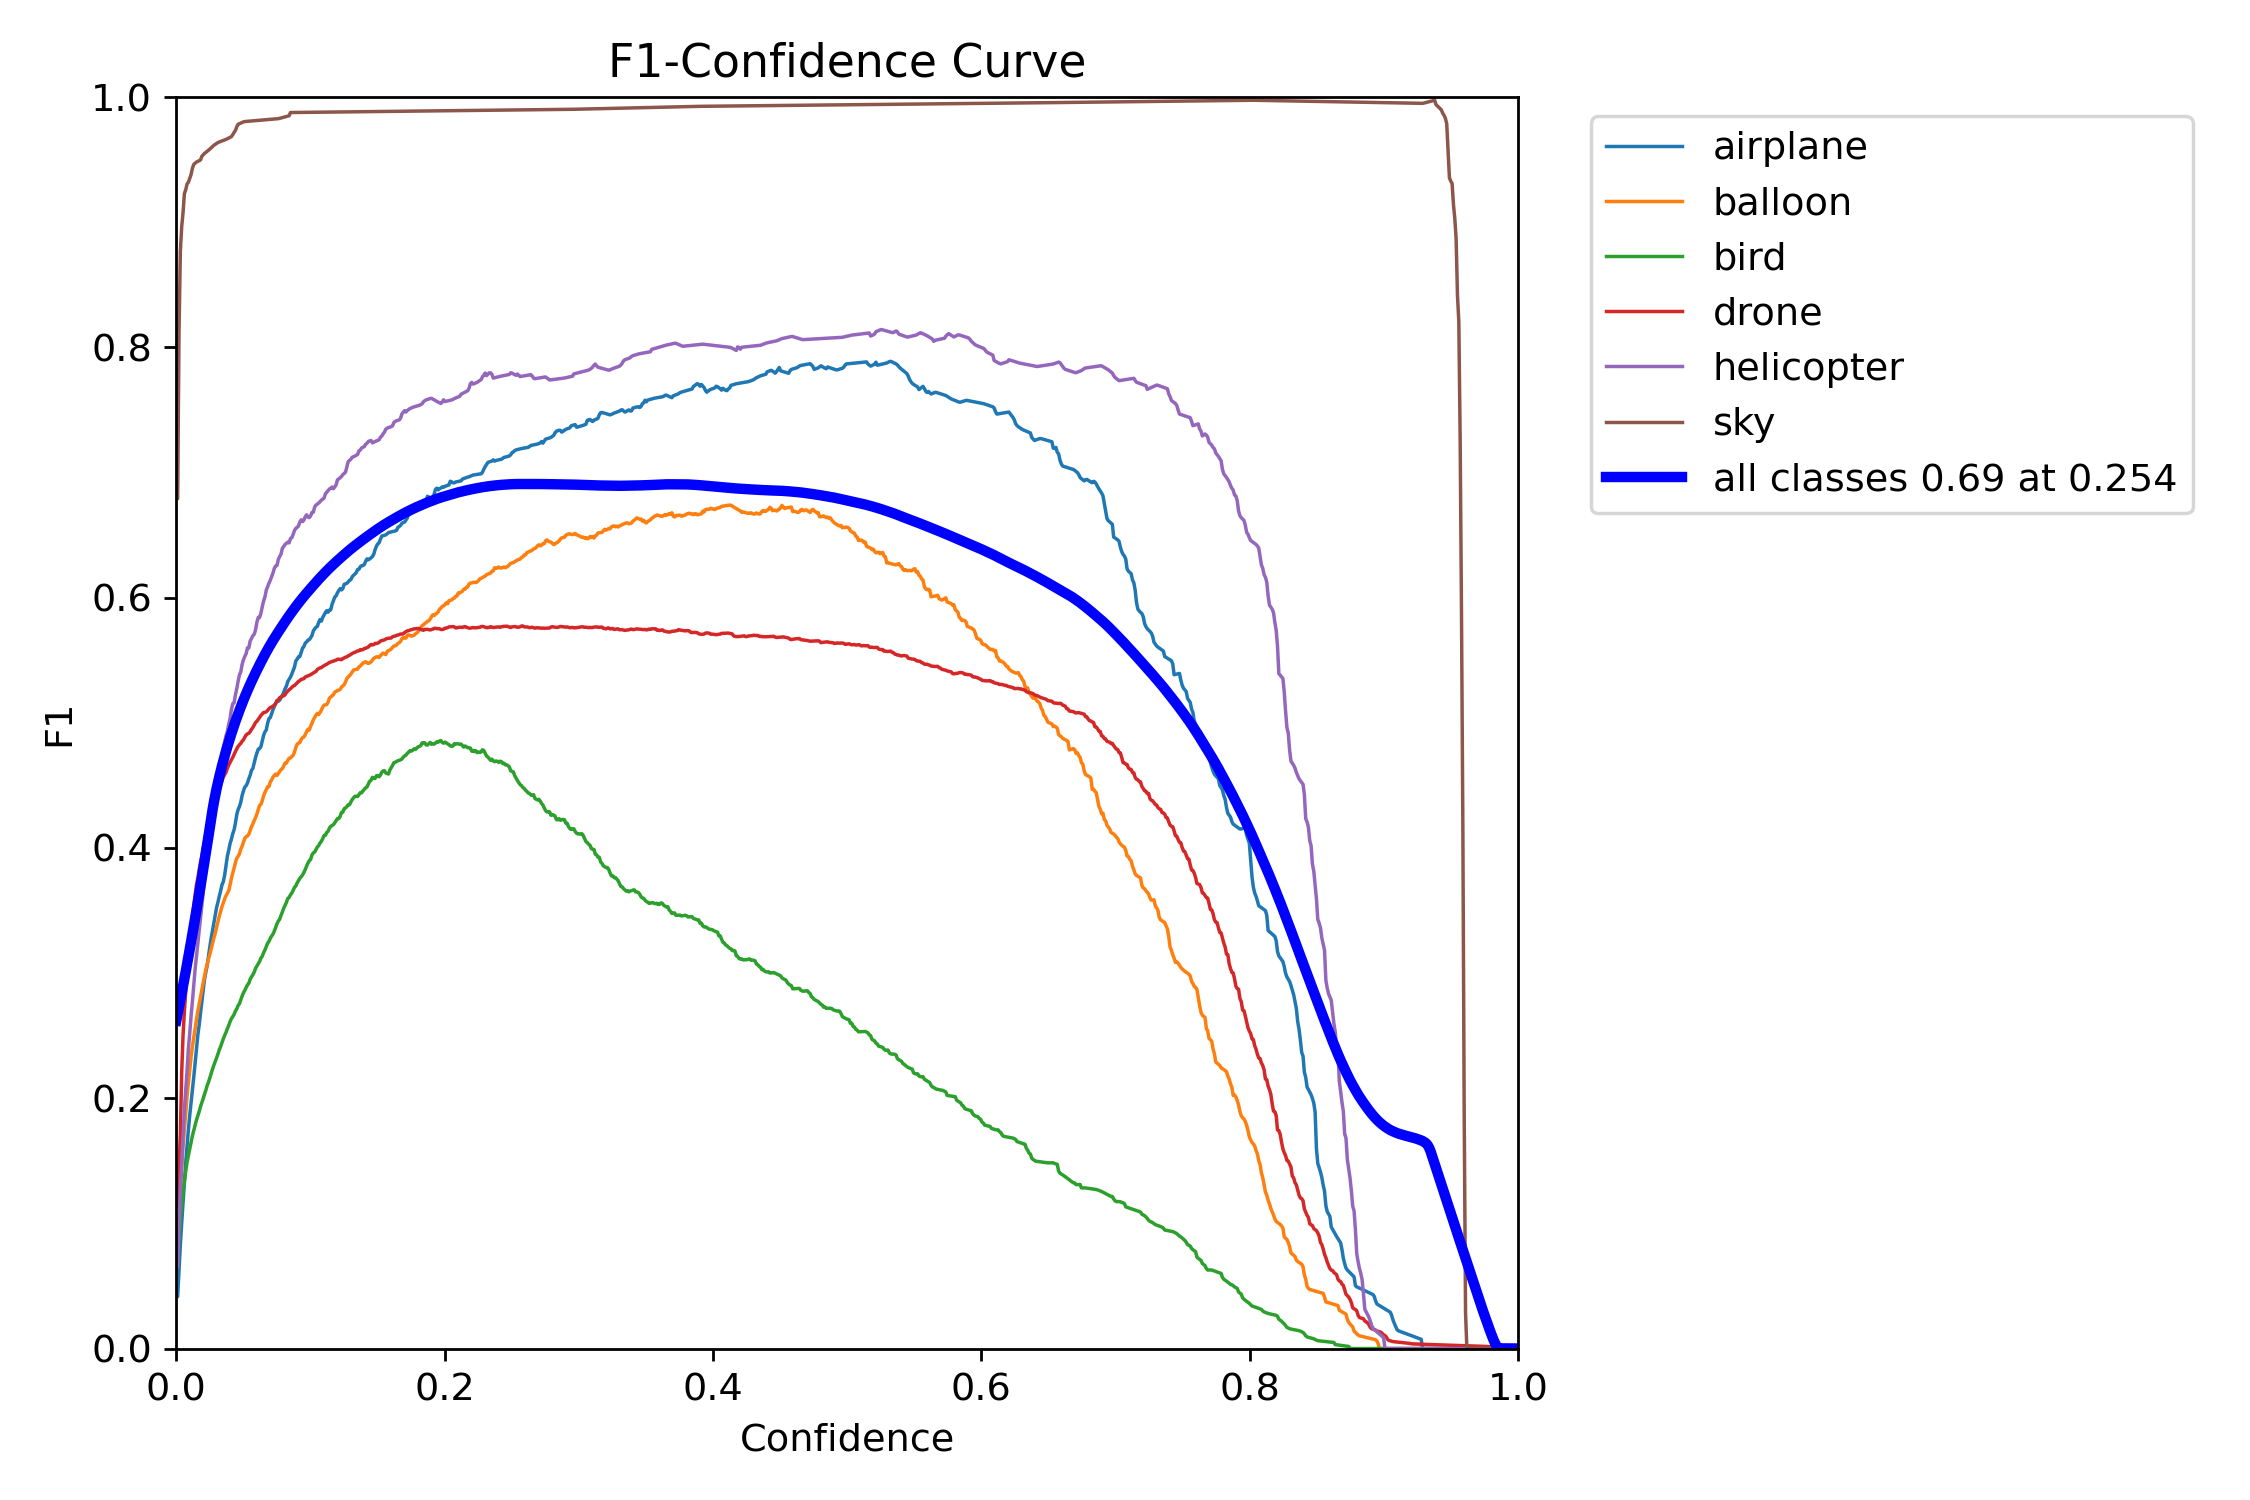 F1-Confidence Curve
1.0
0.8
0.6
0.4
0.2
0.0
F1
0.0 0.2 0.4 0.6 0.8 1.0
Confidence
airplane
balloon
bird
drone
helicopter
sky
all classes 0.69 at 0.254